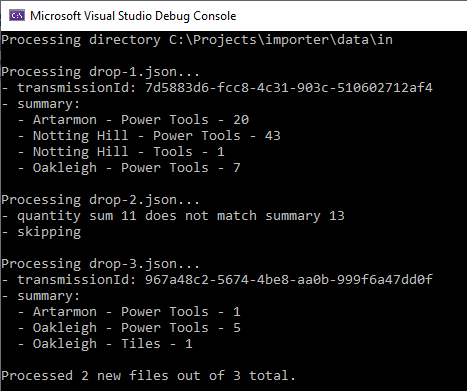 Microsoft Visual Studio Debug Console
Processing directory C:\Projects\importer\data\in
Processing drop-1.json...
- transmissionId: 7d5883d6-fcc8-4c31-903c-510602712af4
- summary:
  - Artarmon - Power Tools - 20
  - Notting Hill - Power Tools - 43
  - Notting Hill - Tools - 1
  - Oakleigh - Power Tools - 7
Processing drop-2.json...
- quantity sum 11 does not match summary 13
- skipping
Processing drop-3.json...
- transmissionId: 967a48c2-5674-4be8-aa0b-999f6a47dd0f
- summary:
  - Artarmon - Power Tools - 1
  - Oakleigh - Power Tools - 5
  - Oakleigh - Tiles - 1
Processed 2 new files out of 3 total.